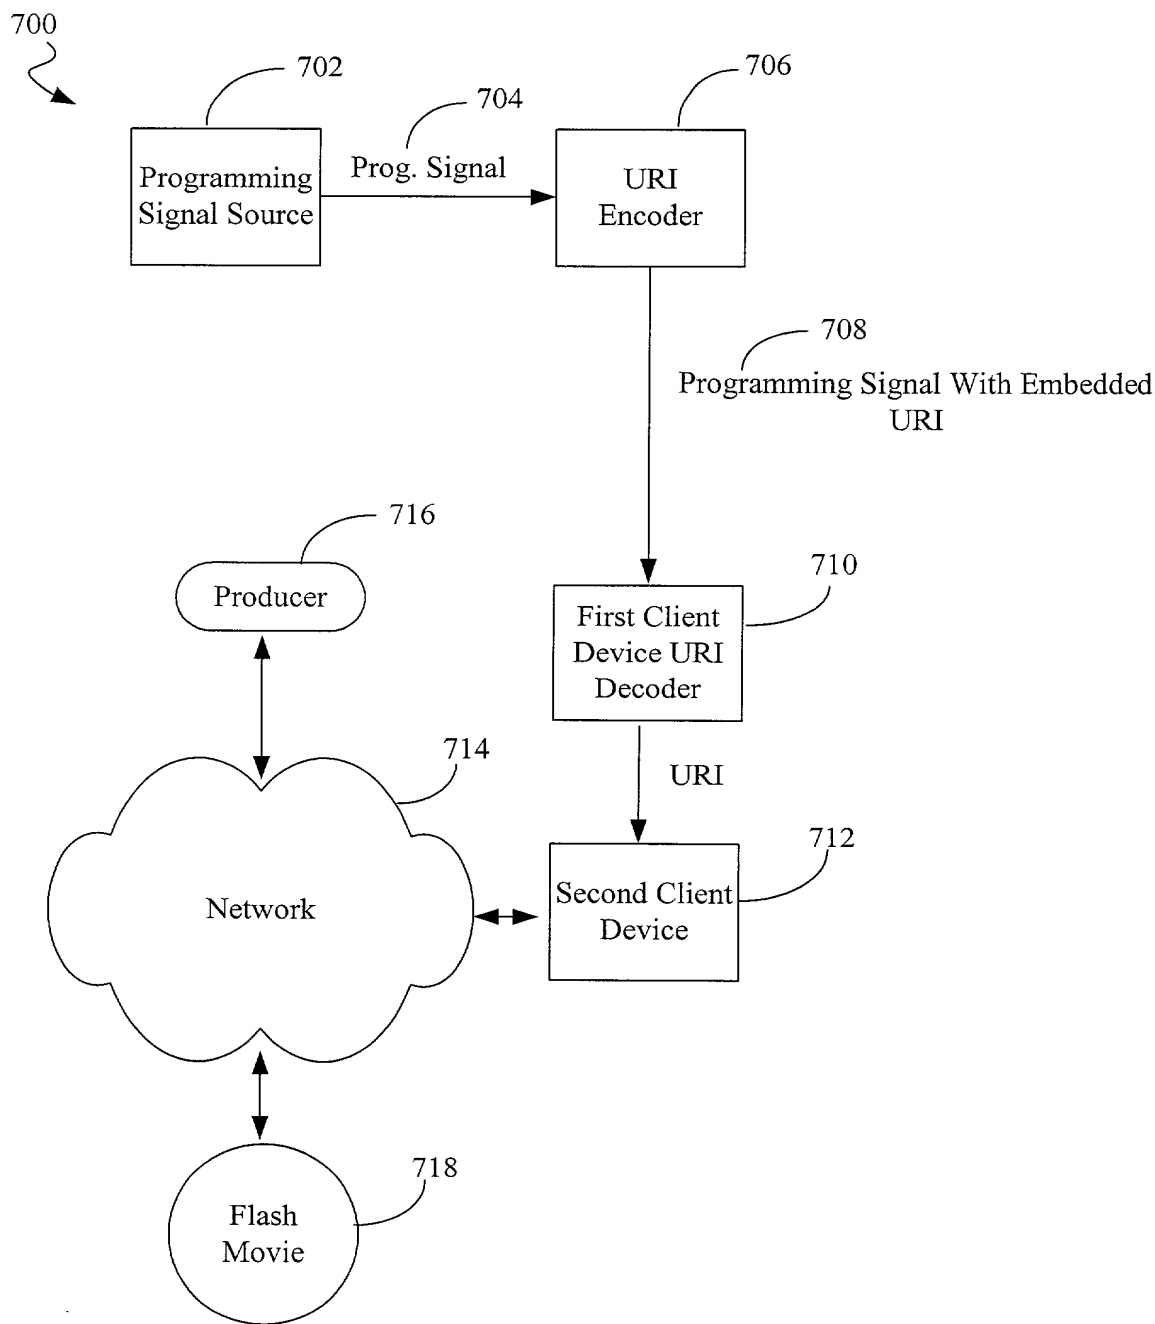 700
702
704
706
Programming
Signal Source
Prog. Signal
URI
Encoder
708
Programming Signal With Embedded
URI
716
Producer
710
First Client
Device URI
Decoder
714
URI
712
Network
Second Client
Device
718
Flash
Movie